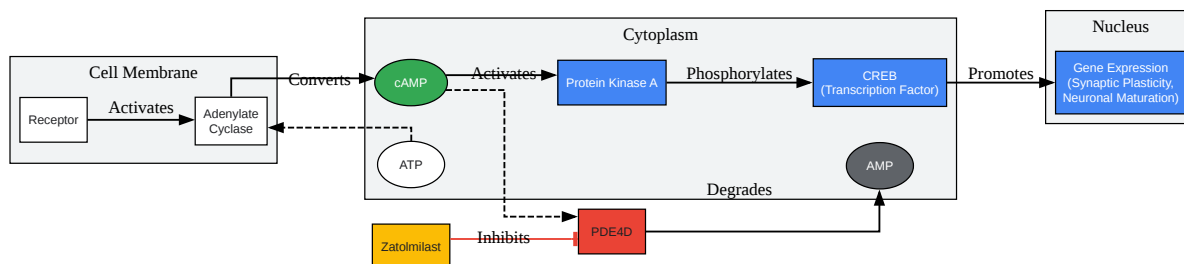 Nucleus
Cytoplasm
Cell Membrane
Gene Expression
(Synaptic Plasticity,
Neuronal Maturation)
Converts
cAMP
Activates
Protein Kinase A
Phosphorylates
CREB
(Transcription Factor)
Promotes
Receptor
Activates
Adenylate
Cyclase
ATP
AMP
Degrades
Zatolmilast
Inhibits
PDE4D